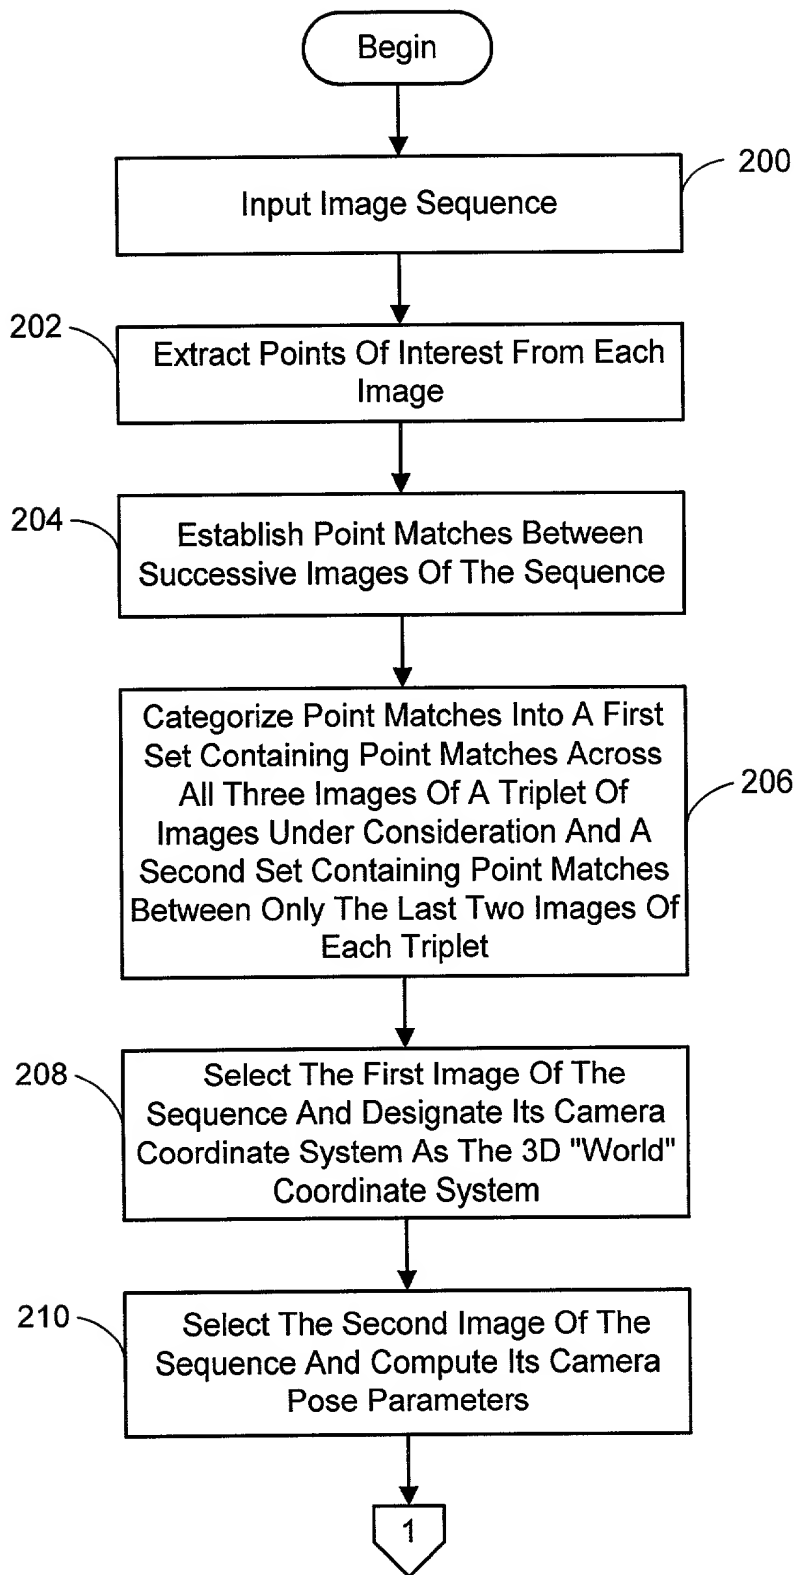 Begin
200
Input Image Sequence
202
Extract Points Of Interest From Each
Image
204
Establish Point Matches Between
Successive Images Of The Sequence
Categorize Point Matches Into A First
Set Containing Point Matches Across
All Three Images Of A Triplet Of
Images Under Consideration And A
Second Set Containing Point Matches
Between Only The Last Two Images Of
Each Triplet
206
208
Select The First Image Of The
Sequence And Designate Its Camera
Coordinate System As The 3D "World"
Coordinate System
210
Select The Second Image Of The
Sequence And Compute Its Camera
Pose Parameters
1